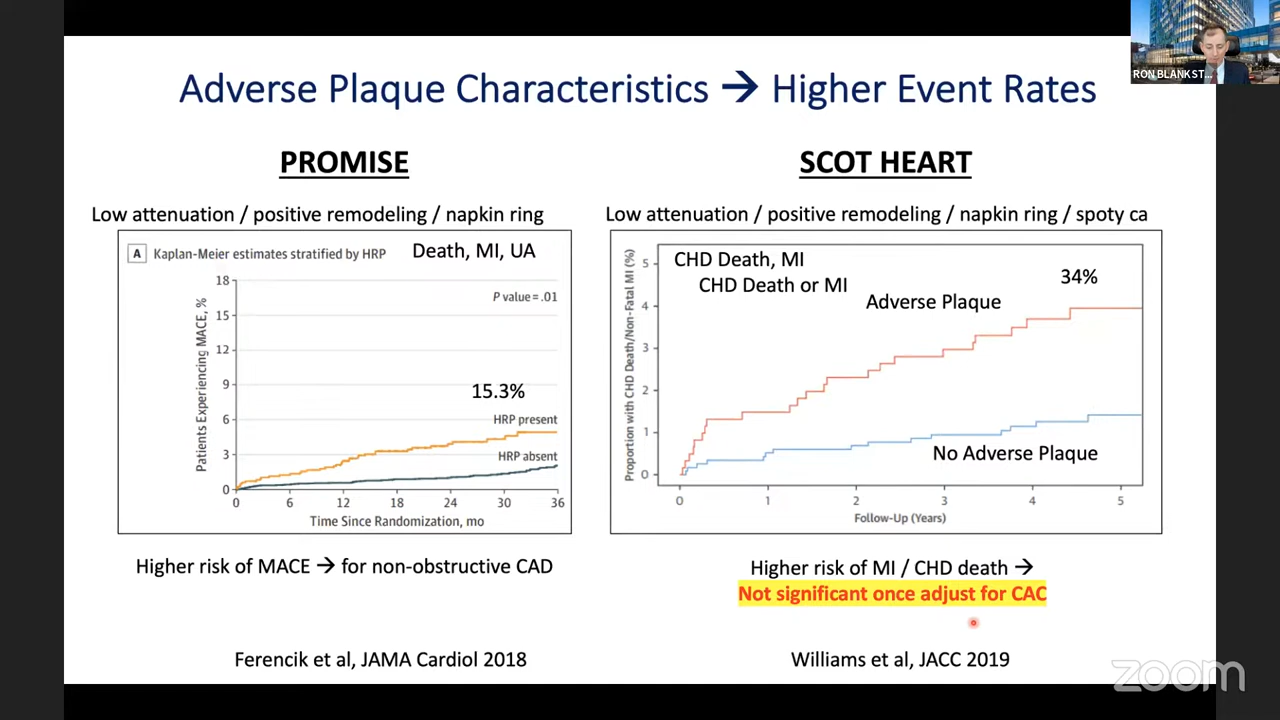 RON BLANKST...
Adverse Plaque Characteristics → Higher Event Rates
PROMISE
Low attenuation / positive remodeling / napkin ring
A Kaplan-Meier estimates stratified by HRP
Death, MI, UA
P value = .01
Patients Experiencing MACE, %
18
15
12
9
6
3
0
15.3%
HRP present
HRP absent
0 6 12 18 24 30 36
Time Since Randomization, mo
Higher risk of MACE → for non-obstructive CAD
Ferencik et al, JAMA Cardiol 2018
SCOT HEART
Low attenuation / positive remodeling / napkin ring / spoty ca
Proportion with CHD Death/Non-Fatal MI (%)
5
4
3
2
1
0
CHD Death, MI
CHD Death or MI
34%
Adverse Plaque
No Adverse Plaque
0 1 2 3 4 5
Follow-Up (Years)
Higher risk of MI / CHD death →
Not significant once adjust for CAC
Williams et al, JACC 2019
zoom